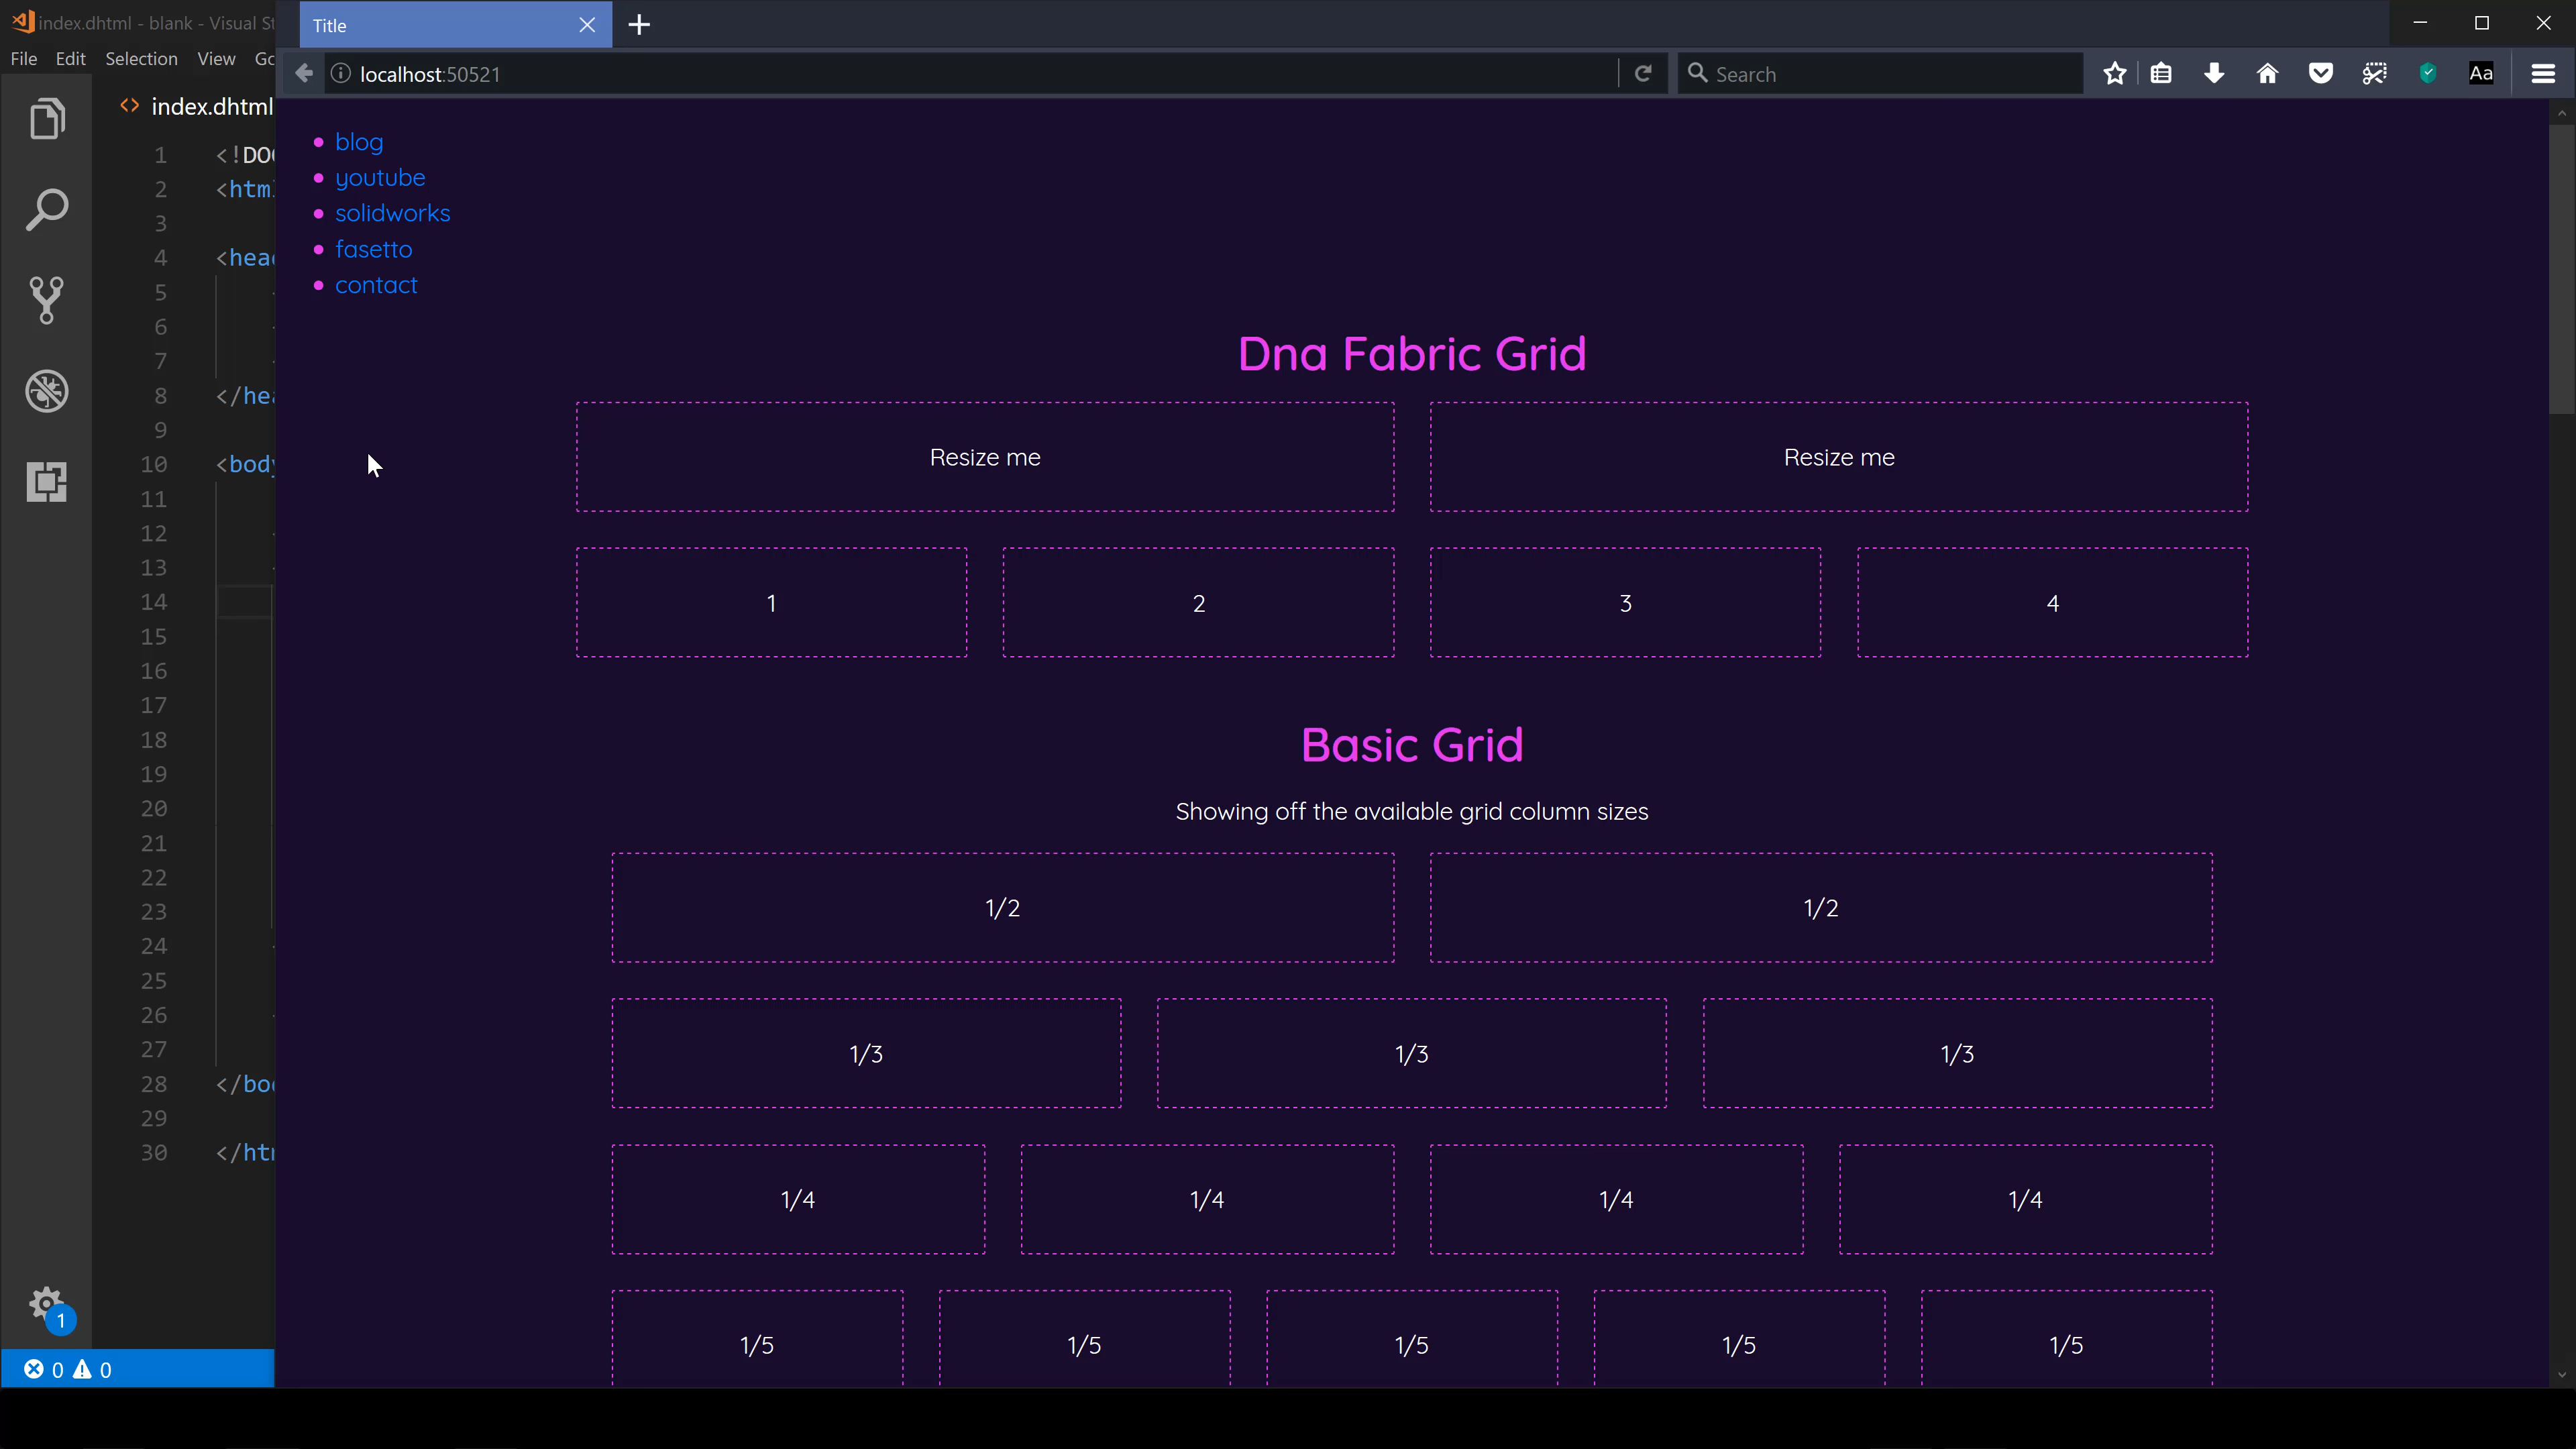 index.dhtml - blank - Visual St
File Edit Selection View Go
index.dhtml
1 <!DOC
2 <html
3
4 <head
5
6
7
8 </hea
9
10 <body
11
12
13
14
15
16
17
18
19
20
21
22
23
24
25
26
27
28 </bod
29
30 </htm
1
0 0
Title
localhost:50521
Search
Aa
blog
youtube
solidworks
fasetto
contact
Dna Fabric Grid
Resize me Resize me
1 2 3 4
Basic Grid
Showing off the available grid column sizes
1/2 1/2
1/3 1/3 1/3
1/4 1/4 1/4 1/4
1/5 1/5 1/5 1/5 1/5